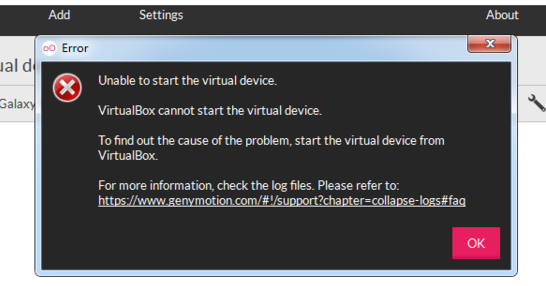 Add Settings About
Error
ual d
Galaxy
Unable to start the virtual device.
VirtualBox cannot start the virtual device.
To find out the cause of the problem, start the virtual device from
VirtualBox.
For more information, check the log files. Please refer to:
https://www.genymotion.com/#!/support?chapter=collapse-logs#faq
OK